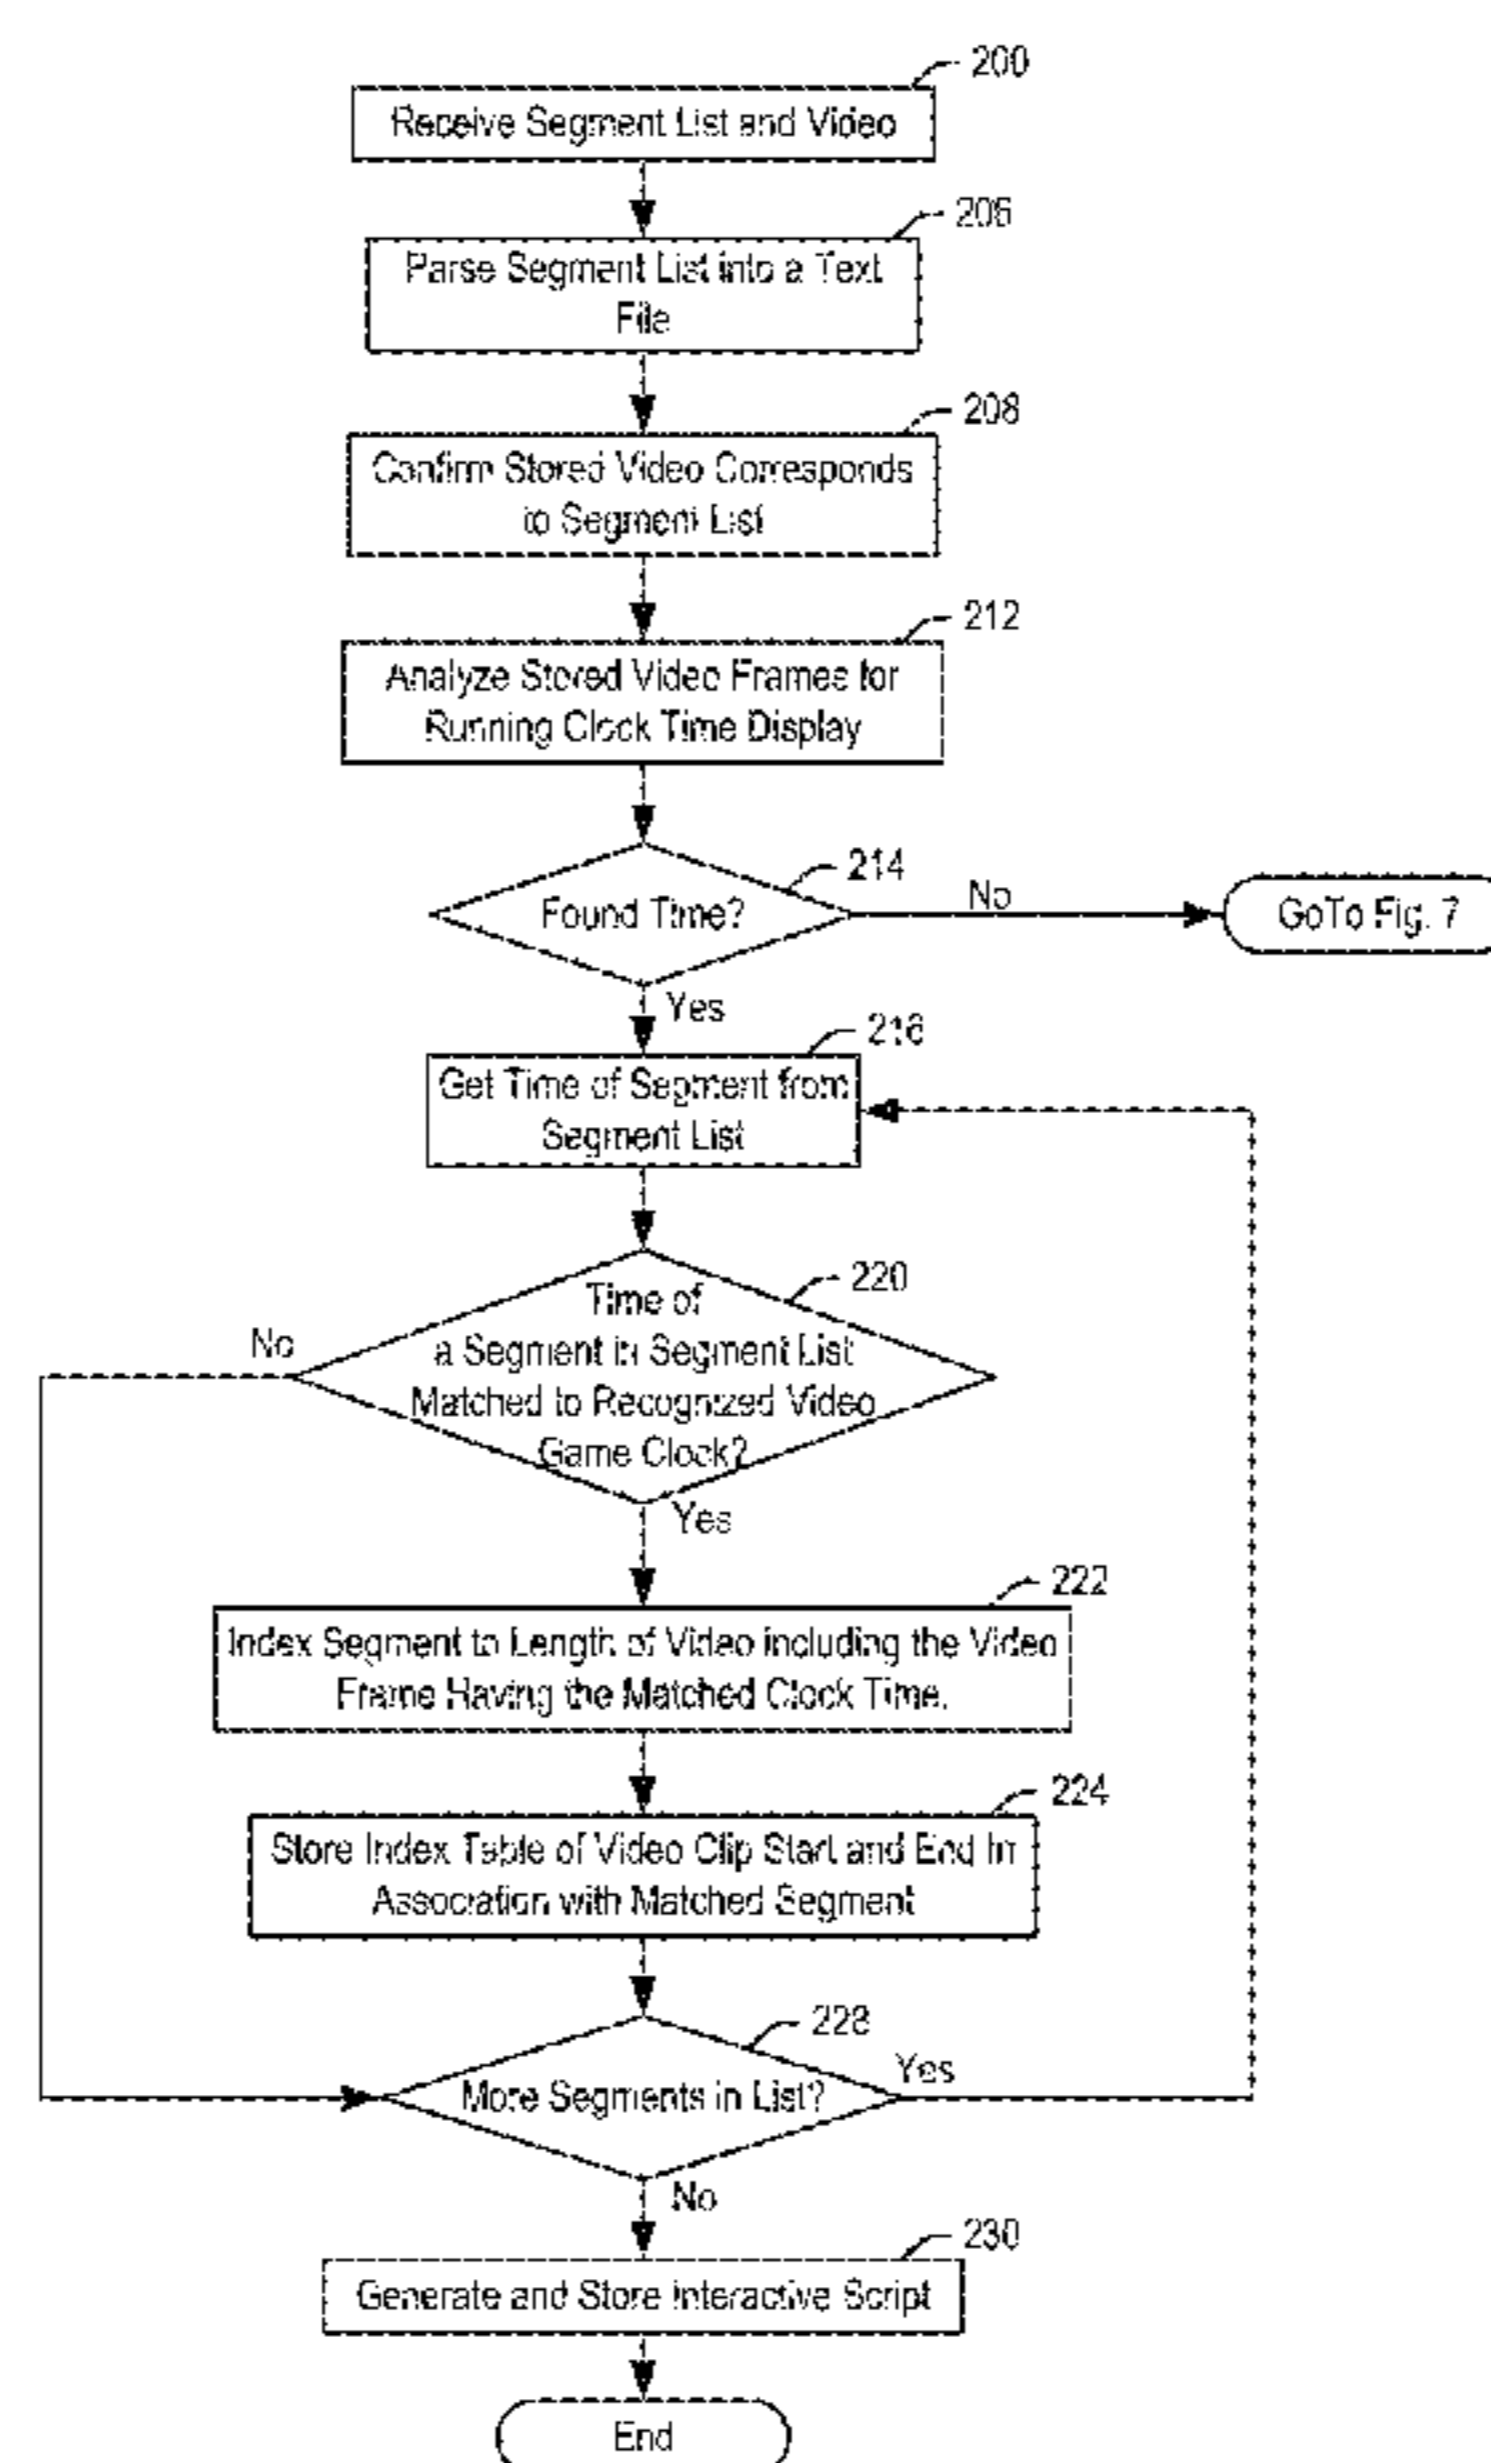 200
Receive Segment List and Video
206
Parse Segment List into a Text
File
208
Confirm Stored Video Corresponds
to Segment List
212
Analyze Stored Video Frames for
Running Clock Time Display
214
Found Time?
No
GoTo Fig. 7
Yes
216
Get Time of Segment from
Segment List
220
Time of
a Segment in Segment List
Matched to Recognized Video
Game Clock?
No
Yes
222
Index Segment to Length of Video including the Video
Frame Having the Matched Clock Time.
224
Store Index Table of Video Clip Start and End In
Association with Matched Segment
228
More Segments in List?
Yes
No
230
Generate and Store Interactive Script
End